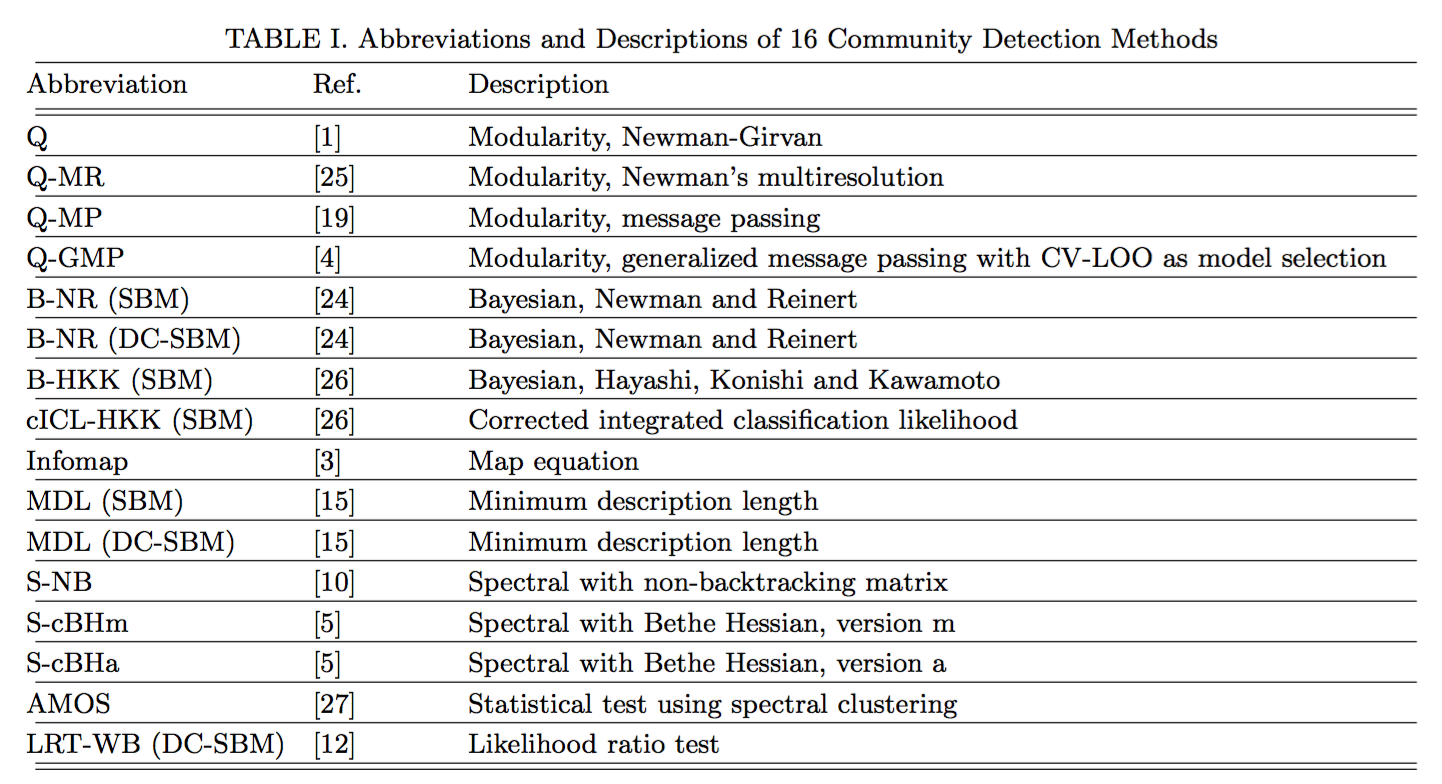 TABLE I. Abbreviations and Descriptions of 16 Community Detection Methods
Abbreviation Ref. Description
Q [1] Modularity, Newman-Girvan
Q-MR [25] Modularity, Newman’s multiresolution
Q-MP [19] Modularity, message passing
Q-GMP [4] Modularity, generalized message passing with CV-LOO as model selection
B-NR (SBM) [24] Bayesian, Newman and Reinert
B-NR (DC-SBM) [24] Bayesian, Newman and Reinert
B-HKK (SBM) [26] Bayesian, Hayashi, Konishi and Kawamoto
cICL-HKK (SBM) [26] Corrected integrated classification likelihood
Infomap [3] Map equation
MDL (SBM) [15] Minimum description length
MDL (DC-SBM) [15] Minimum description length
S-NB [10] Spectral with non-backtracking matrix
S-cBHm [5] Spectral with Bethe Hessian, version m
S-cBHa [5] Spectral with Bethe Hessian, version a
AMOS [27] Statistical test using spectral clustering
LRT-WB (DC-SBM) [12] Likelihood ratio test